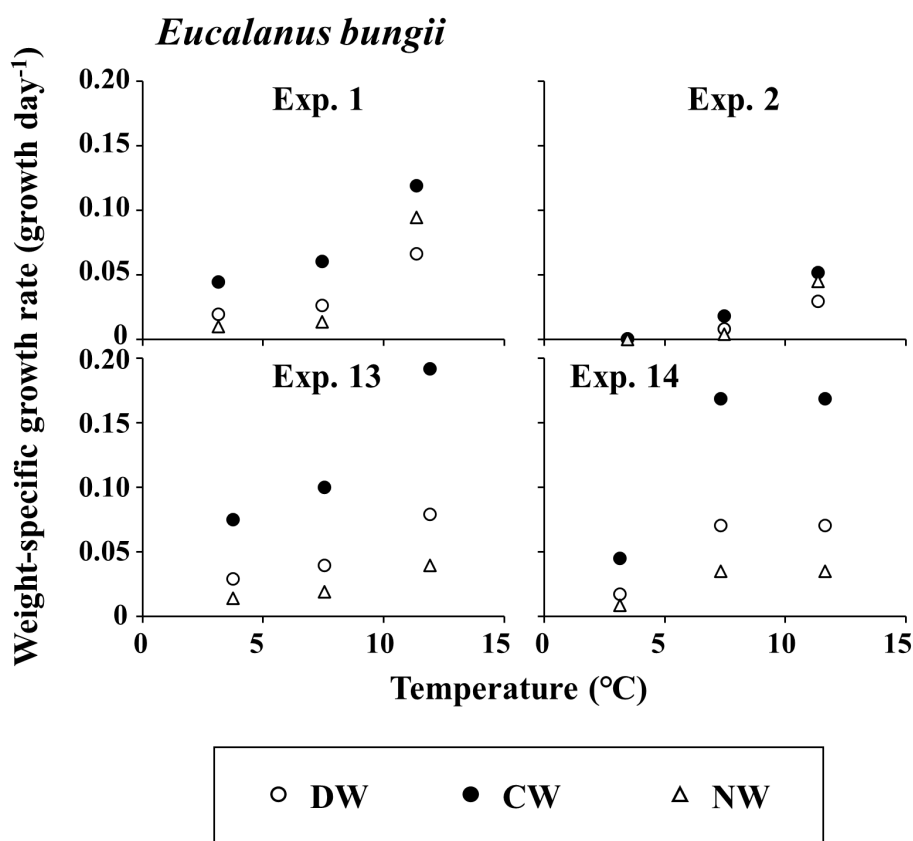 Eucalanus bungii
Weight-specific growth rate (growth day-1)
Exp. 1
Exp. 2
0.20
0.15
0.10
0.05
0
Exp. 13
Exp. 14
0.20
0.15
0.10
0.05
0
0 5 10 15
0 5 10 15
Temperature (°C)
DW CW NW